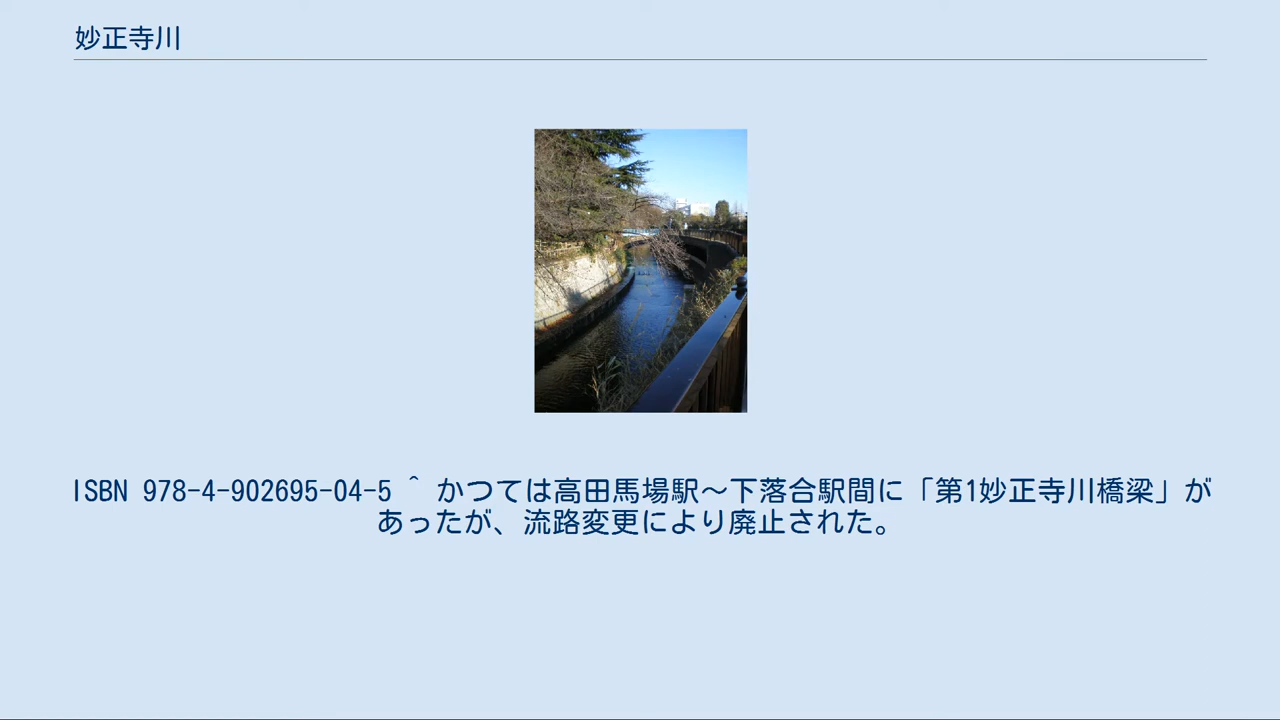 妙正寺川
ISBN 978-4-902695-04-5 ^ かつては高田馬場駅～下落合駅間に「第1妙正寺川橋梁」が
あったが、流路変更により廃止された。